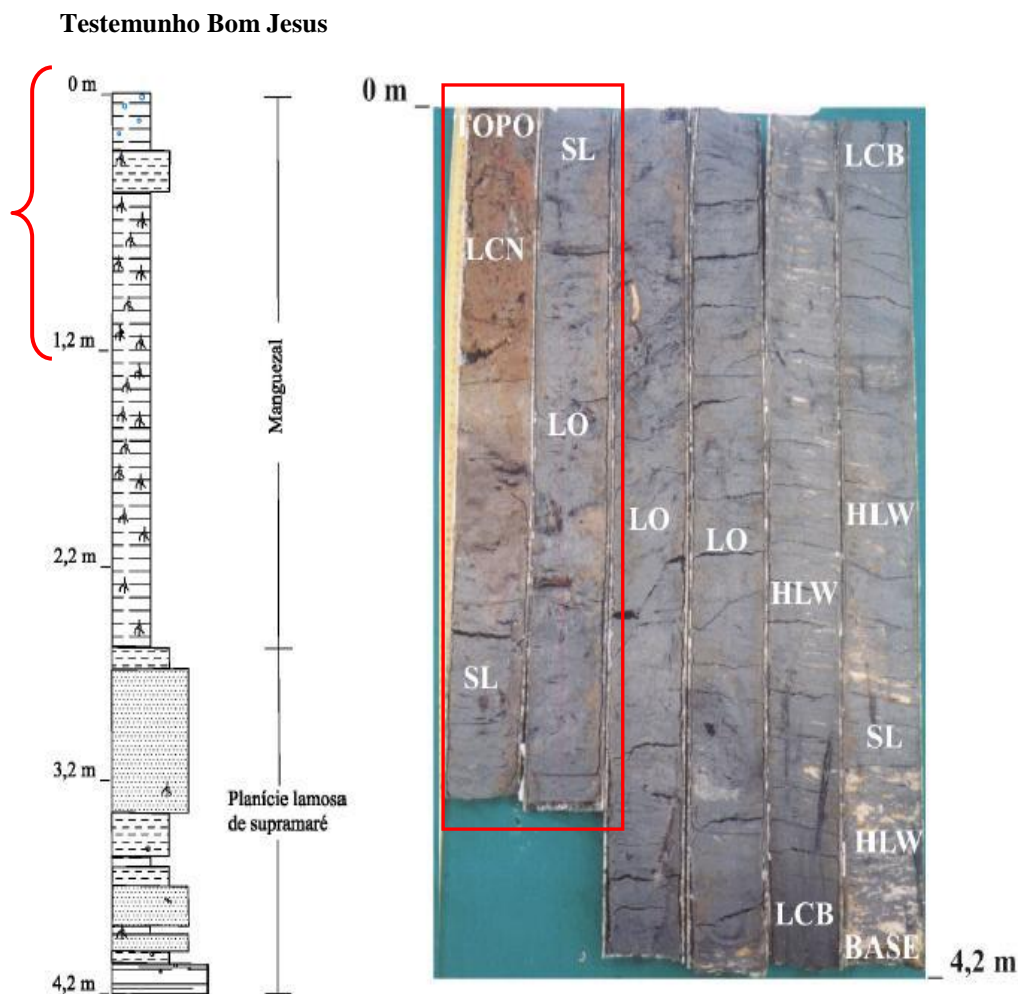 Testemunho Bom Jesus
0 m
1,2 m
2,2 m
3,2 m
4,2 m
Manguezal
Planície lamosa
de supramaré
0 m
TOPO
LCN
SL
SL
LO
LO
LO
HLW
LCB
LCB
HLW
SL
HLW
BASE
4,2 m